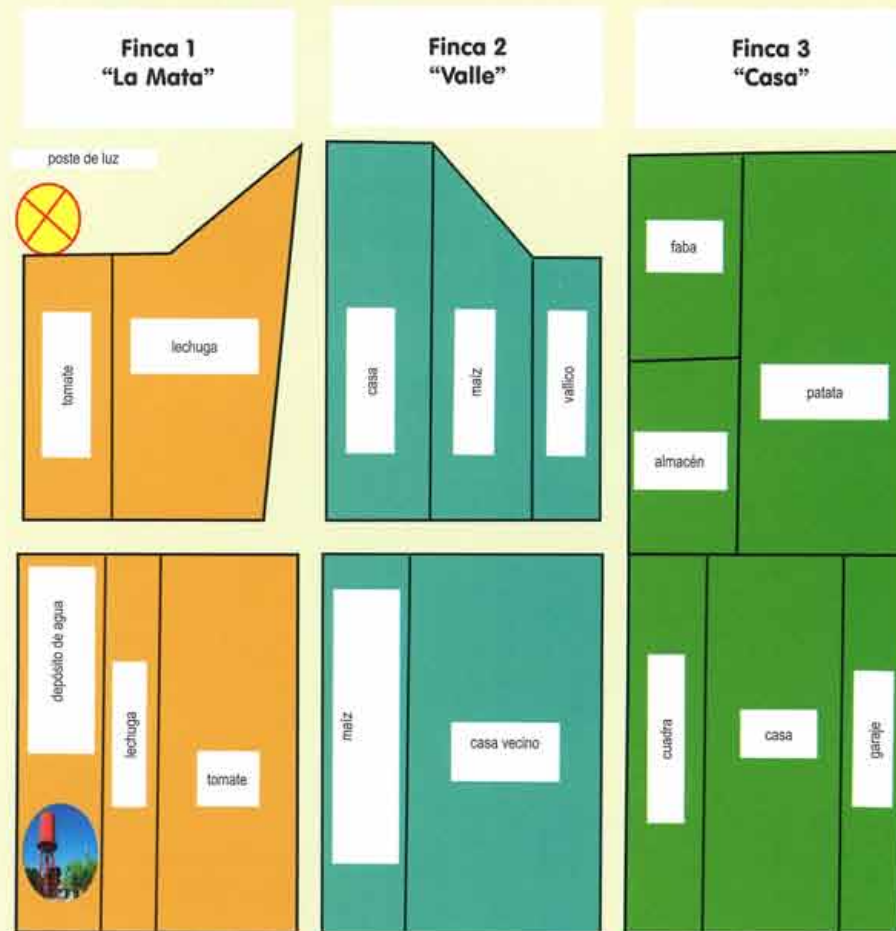 Finca 1
“La Mata”
Finca 2
“Valle”
Finca 3
“Casa”
poste de luz
tomate
lechuga
depósito de agua
lechuga
tomate
casa
maíz
vallico
maíz
casa vecino
faba
almacén
patata
cuadra
casa
garaje